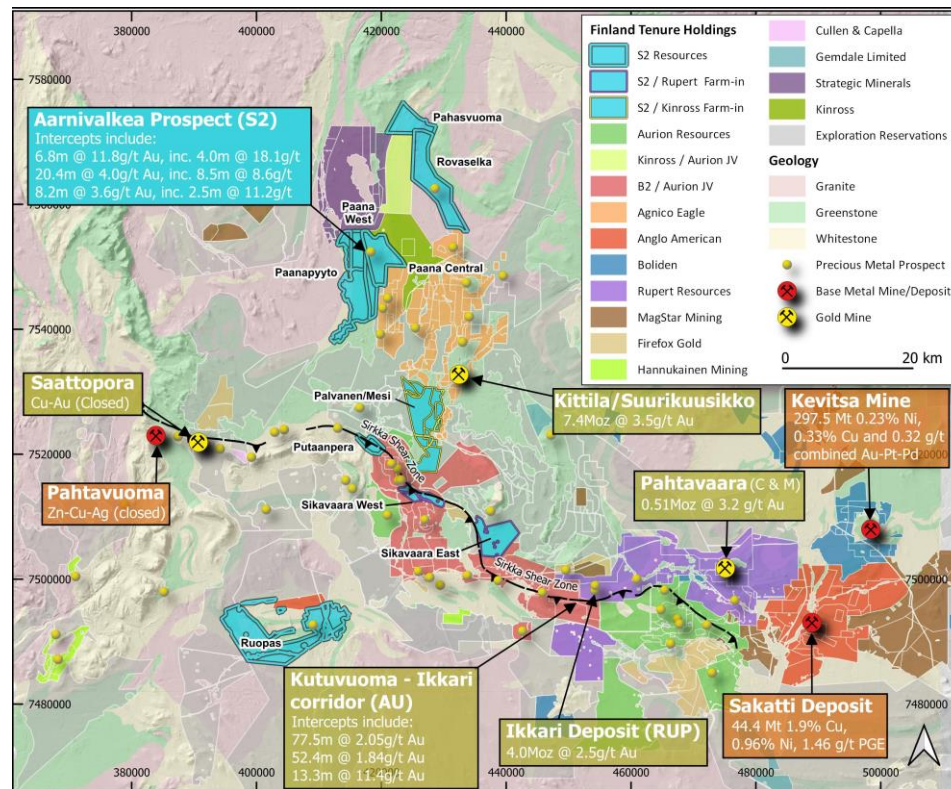 380000
400000
420000
440000
7580000
7560000
7540000
7520000
7500000
7480000
Aarnivalkea Prospect (S2)
Intercepts include:
6.8m @ 11.8g/t Au, inc. 4.0m @ 18.1g/t
20.4m @ 4.0g/t Au, inc. 8.5m @ 8.6g/t
8.2m @ 3.6g/t Au, inc. 2.5m @ 11.2g/t
Pahasvuoma
Rovaselka
Paana
West
Paanapyyto
Paana Central
Finland Tenure Holdings
S2 Resources
S2 / Rupert Farm-in
S2 / Kinross Farm-in
Aurion Resources
Kinross / Aurion JV
B2 / Aurion JV
Agnico Eagle
Anglo American
Boliden
Rupert Resources
MagStar Mining
Firefox Gold
Hannukainen Mining
Cullen & Capella
Gemdale Limited
Strategic Minerals
Kinross
Exploration Reservations
Geology
Granite
Greenstone
Whitestone
Precious Metal Prospect
Base Metal Mine/Deposit
Gold Mine
0
20 km
Saattopora
Cu-Au (Closed)
Pahtavuoma
Zn-Cu-Ag (closed)
Palvanen/Mesi
Putaanpera
Sirkka Shear Zone
Sikavaara West
Sikavaara East
Sirkka Shear Zone
Kittila/Suurikuusikko
7.4Moz @ 3.5g/t Au
Kevitsa Mine
297.5 Mt 0.23% Ni,
0.33% Cu and 0.32 g/t
combined Au-Pt-Pd
7520000
Pahtavaara (C & M)
0.51Moz @ 3.2 g/t Au
7500000
Ruopas
Kutuvuoma - Ikkari
corridor (AU)
Intercepts include:
77.5m @ 2.05g/t Au
52.4m @ 1.84g/t Au
13.3m @ 11.4g/t Au
Ikkari Deposit (RUP)
4.0Moz @ 2.5g/t Au
Sakatti Deposit
44.4 Mt 1.9% Cu,
0.96% Ni, 1.46 g/t PGE
7480000
380000
400000
420000
440000
460000
480000
500000